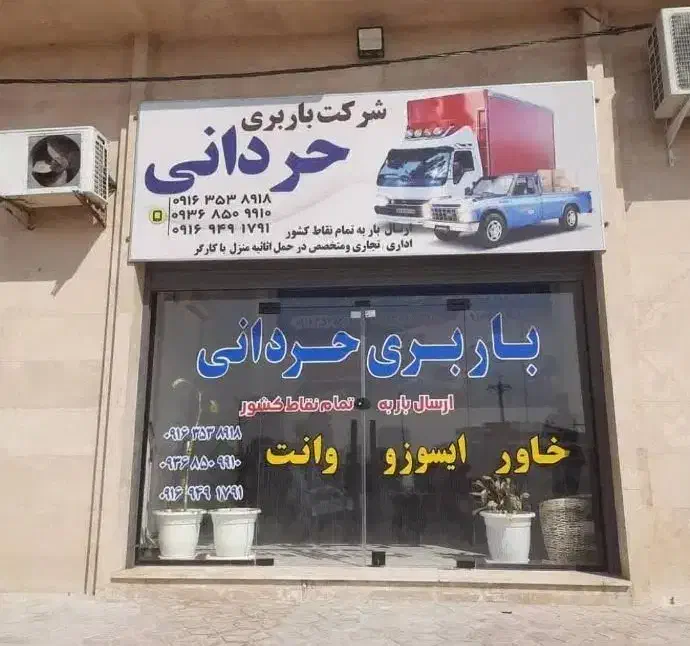 شرکت باربری
حردانی
۰۹۱۶ ۳۵۳ ۸۹۱۸
۰۹۳۶ ۸۵۰ ۹۹۱۰
۰۹۱۶ ۹۴۹ ۱۷۹۱
ارسال بار به تمام نقاط کشور
اداری تجاری ومتخصص در حمل اثاثیه منزل با کارگر
باربری حردانی
ارسال بار به تمام نقاط کشور
خاور ایسوزو وانت
۰۹۱۶ ۳۵۳ ۸۹۱۸
۰۹۳۶ ۸۵۰ ۹۹۱۰
۰۹۱۶ ۹۴۹ ۱۷۹۱